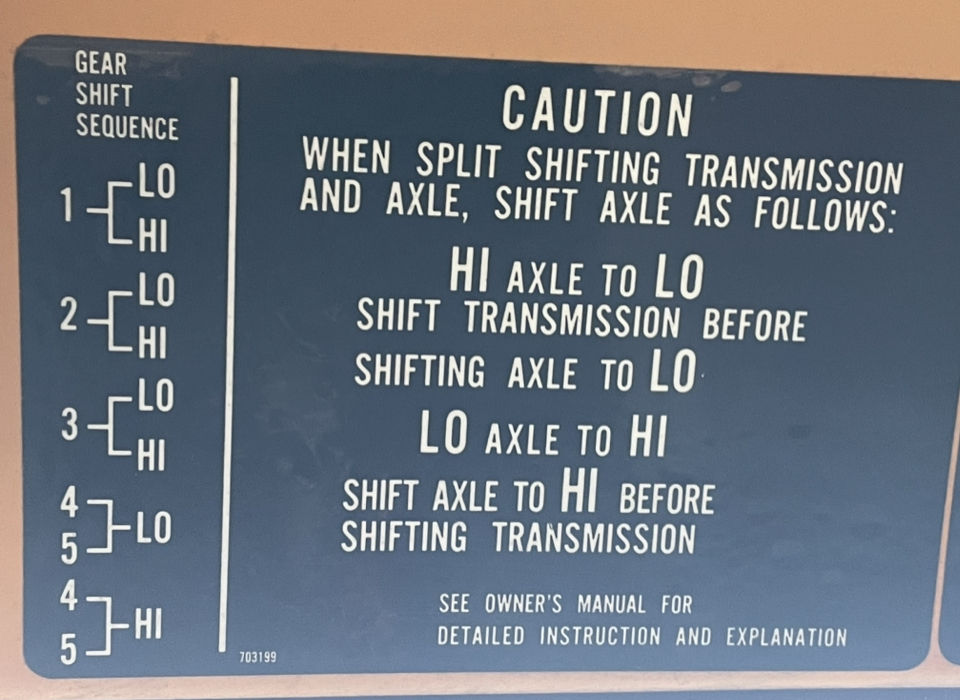 GEAR
SHIFT
SEQUENCE
1 LO
HI
2 LO
HI
3 LO
HI
4
5 LO
4
5 HI
CAUTION
WHEN SPLIT SHIFTING TRANSMISSION
AND AXLE, SHIFT AXLE AS FOLLOWS:
HI AXLE TO LO
SHIFT TRANSMISSION BEFORE
SHIFTING AXLE TO LO
LO AXLE TO HI
SHIFT AXLE TO HI BEFORE
SHIFTING TRANSMISSION
SEE OWNER'S MANUAL FOR
DETAILED INSTRUCTION AND EXPLANATION
703199